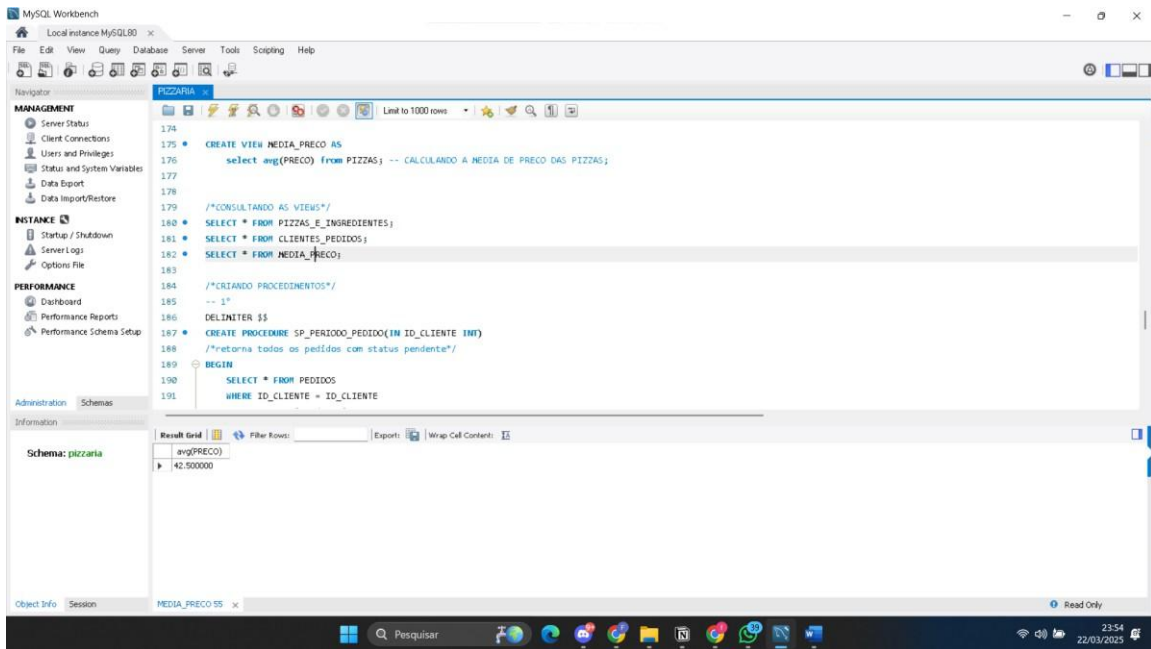 MySQL Workbench
Local instance MySQL80 ×
File Edit View Query Database Server Tools Scripting Help
Navigator
PIZZARIA ×
MANAGEMENT
Server Status
Client Connections
Users and Privileges
Status and System Variables
Data Export
Data Import/Restore
INSTANCE
Startup / Shutdown
Server Logs
Options File
PERFORMANCE
Dashboard
Performance Reports
Performance Schema Setup
Administration Schemas
Information
Schema: pizzaria
Object Info Session
Limit to 1000 rows
174
175 CREATE VIEW MEDIA_PRECO AS
176 select avg(PRECO) from PIZZAS; -- CALCULANDO A MEDIA DE PRECO DAS PIZZAS;
177
178
179 /*CONSULTANDO AS VIEWS*/
180 SELECT * FROM PIZZAS_E_INGREDIENTES;
181 SELECT * FROM CLIENTES_PEDIDOS;
182 SELECT * FROM MEDIA_PRECO;
183
184 /*CRIANDO PROCEDIMENTOS*/
185 -- 1°
186 DELIMITER $$
187 CREATE PROCEDURE SP_PERIODO_PEDIDO(IN ID_CLIENTE INT)
188 /*retorna todos os pedidos com status pendente*/
189 BEGIN
190 SELECT * FROM PEDIDOS
191 WHERE ID_CLIENTE = ID_CLIENTE
Result Grid Filter Rows: Export: Wrap Cell Content:
avg(PRECO)
42.500000
MEDIA_PRECO 55 ×
Read Only
Pesquisar
39
23:54
22/03/2025